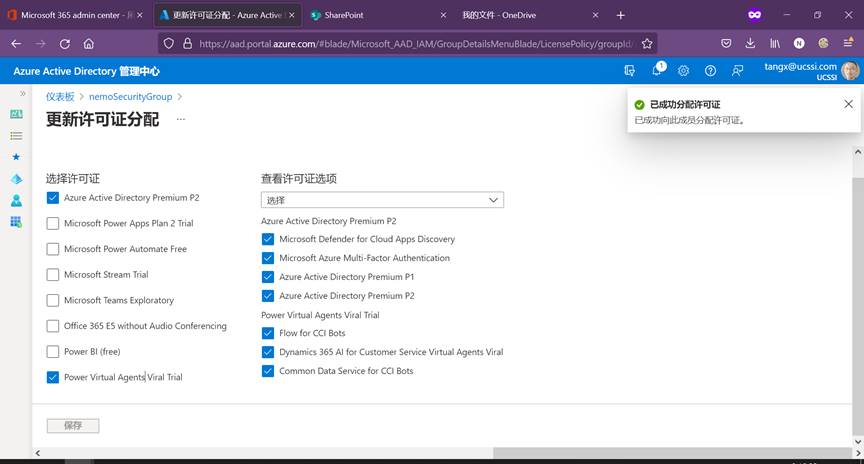 Microsoft 365 admin center - 用
更新许可证分配 - Azure Active D
SharePoint
我的文件 - OneDrive
https://aad.portal.azure.com/#blade/Microsoft_AAD_IAM/GroupDetailsMenuBlade/LicensePolicy/groupId/
Azure Active Directory 管理中心
1
tangx@ucssi.com
UCSSI
仪表板 > nemoSecurityGroup >
更新许可证分配 ...
已成功分配许可证
已成功向此成员分配许可证。
选择许可证
Azure Active Directory Premium P2
Microsoft Power Apps Plan 2 Trial
Microsoft Power Automate Free
Microsoft Stream Trial
Microsoft Teams Exploratory
Office 365 E5 without Audio Conferencing
Power BI (free)
Power Virtual Agents Viral Trial
查看许可证选项
选择
Azure Active Directory Premium P2
Microsoft Defender for Cloud Apps Discovery
Microsoft Azure Multi-Factor Authentication
Azure Active Directory Premium P1
Azure Active Directory Premium P2
Power Virtual Agents Viral Trial
Flow for CCI Bots
Dynamics 365 AI for Customer Service Virtual Agents Viral
Common Data Service for CCI Bots
保存